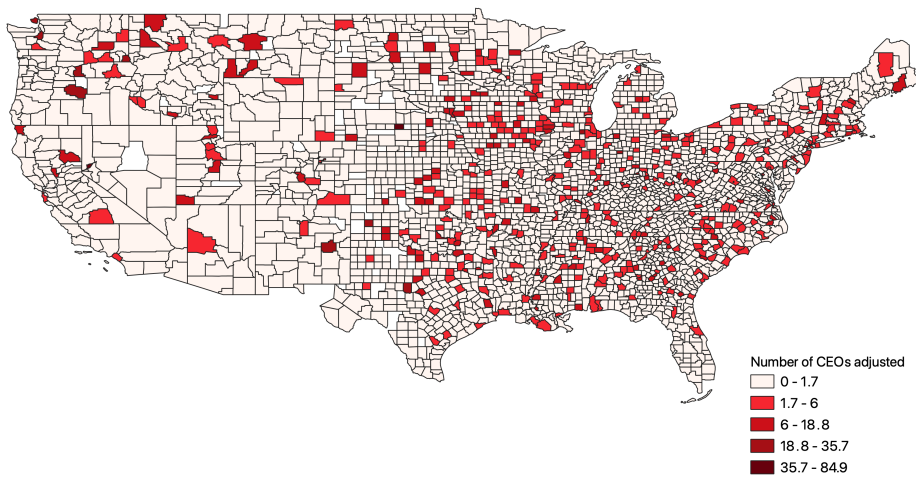 Number of CEOs adjusted
0 - 1.7
1.7 - 6
6 - 18.8
18.8 - 35.7
35.7 - 84.9